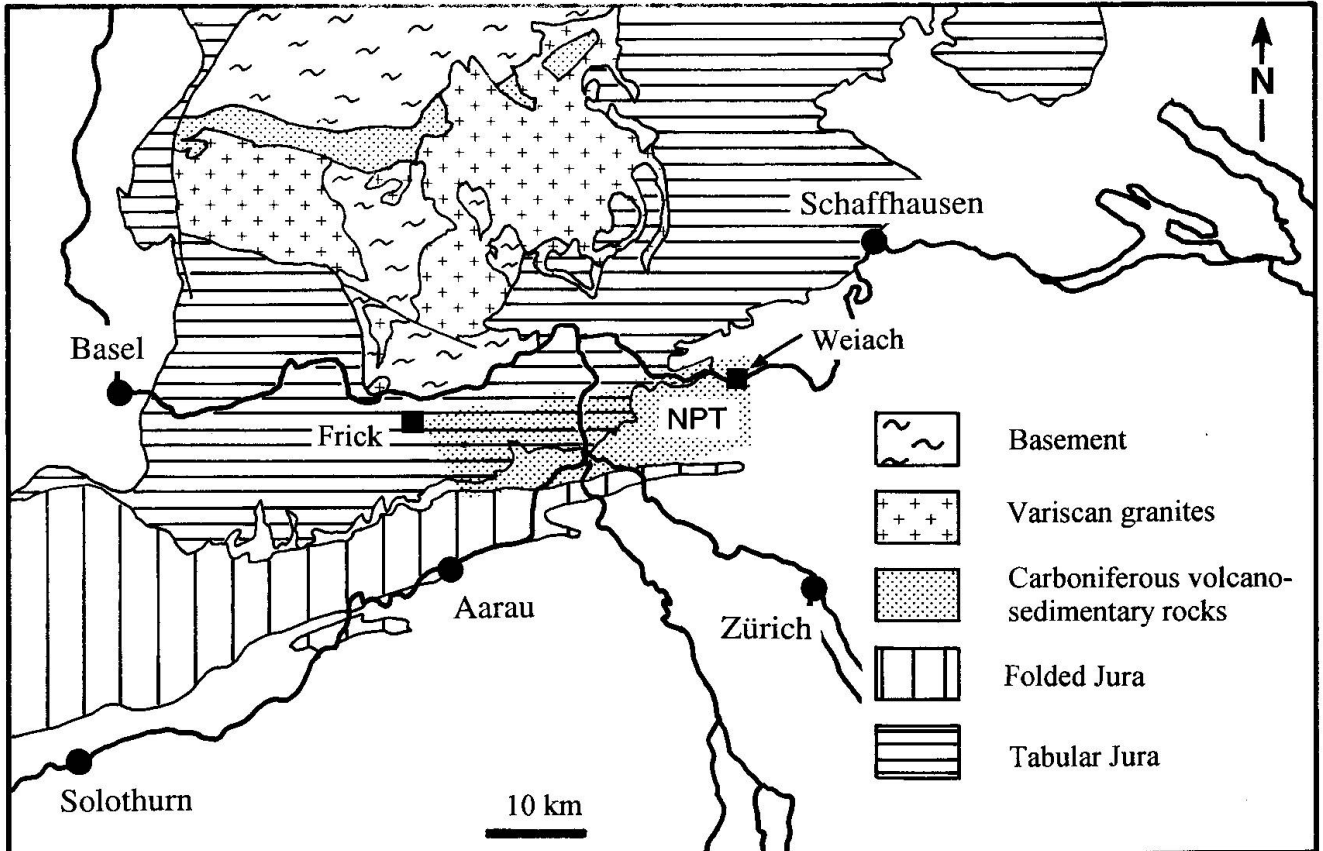 N
Schaffhausen
Basel
Weiach
Frick
NPT
Basement
Variscan granites
Carboniferous volcano-
sedimentary rocks
Aarau
Zürich
Folded Jura
Tabular Jura
Solothurn
10 km